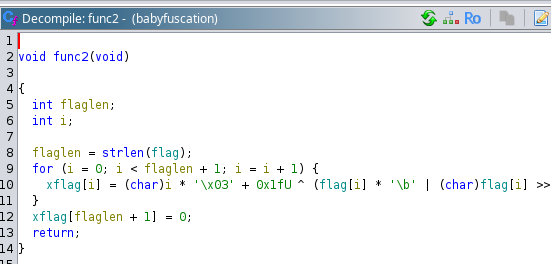 Decompile: func2 - (babyfuscation)
Ro
1
2 void func2(void)
3
4 {
5 int flaglen;
6 int i;
7
8 flaglen = strlen(flag);
9 for (i = 0; i < flaglen + 1; i = i + 1) {
10 xflag[i] = (char)i * '\x03' + 0x1fU ^ (flag[i] * '\b' | (char)flag[i] >>
11 }
12 xflag[flaglen + 1] = 0;
13 return;
14 }